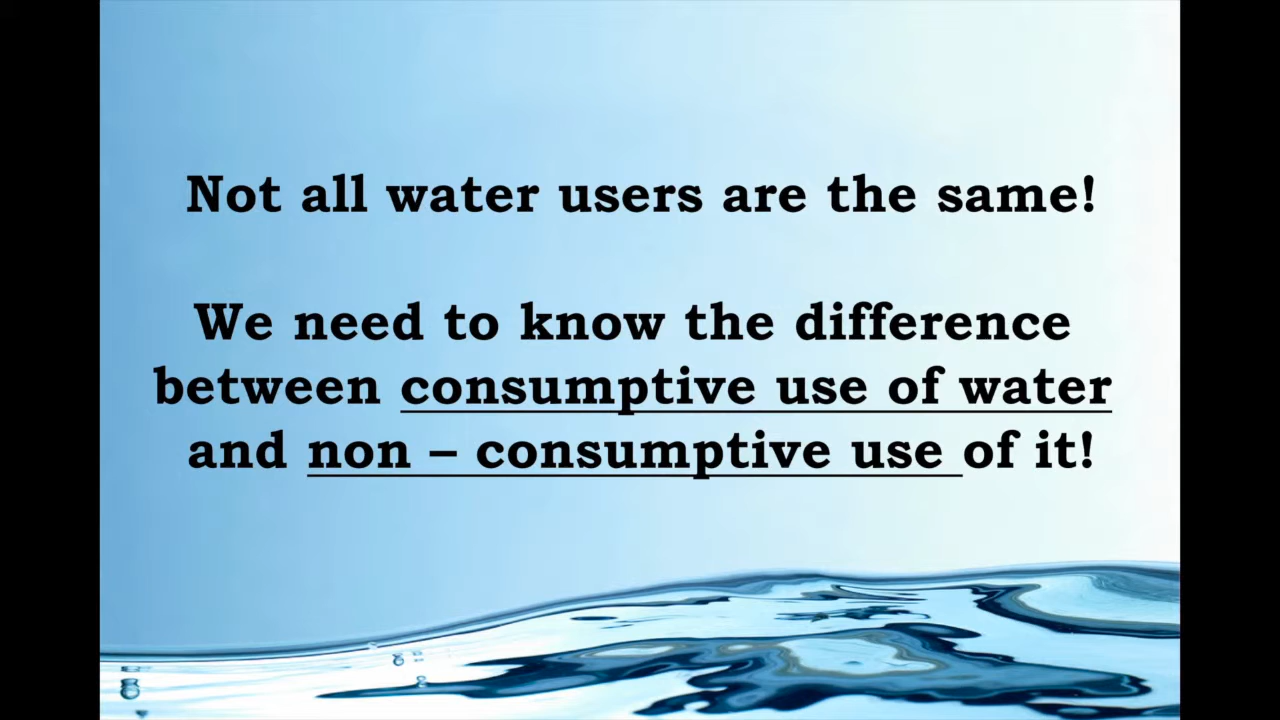 Not all water users are the same!
We need to know the difference
between consumptive use of water
and non – consumptive use of it!